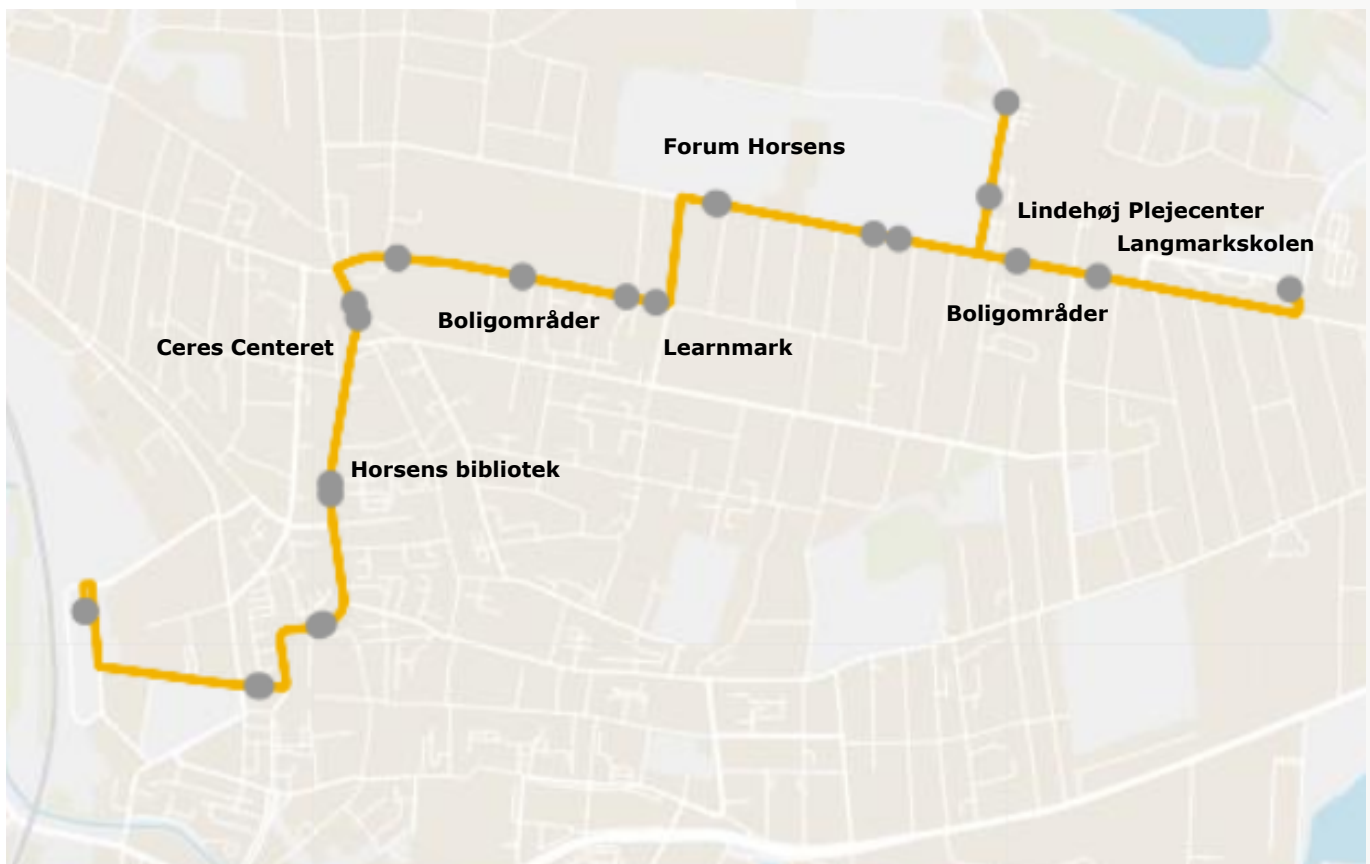 Forum Horsens
Lindehøj Plejecenter
Langmarkskolen
Boligområder
Boligområder
Ceres Centeret
Learnmark
Horsens bibliotek